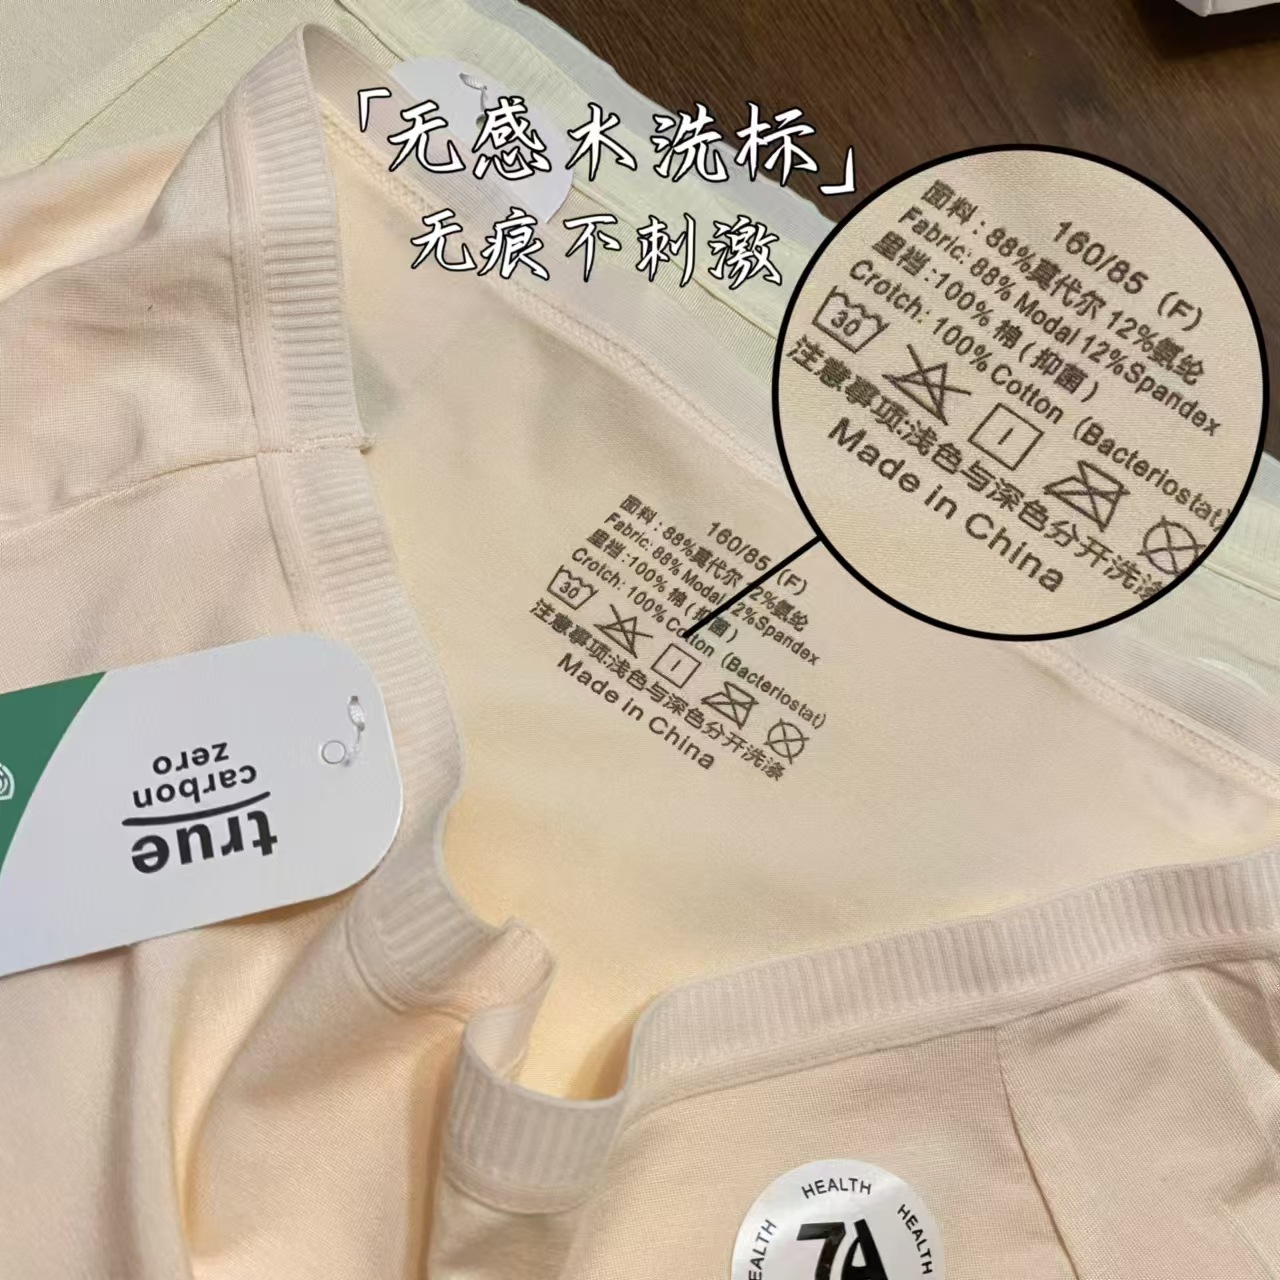 「无感水洗标」
无痕不刺激
160/85（F）
面料：88%莫代尔 12%氨纶
Fabric: 88% Modal 12%Spandex
里裆:100% 棉（抑菌）
Crotch: 100% Cotton（Bacteriostat）
30
注意事项:浅色与深色分开洗涤
Made in China
160/85（F）
面料：88%莫代尔 12%氨纶
Fabric: 88% Modal 12%Spandex
里裆:100% 棉（抑菌）
Crotch: 100% Cotton（Bacteriostat）
30
注意事项:浅色与深色分开洗涤
Made in China
true
carbon
zero
HEALTH
HEALTH
EALTH
7A